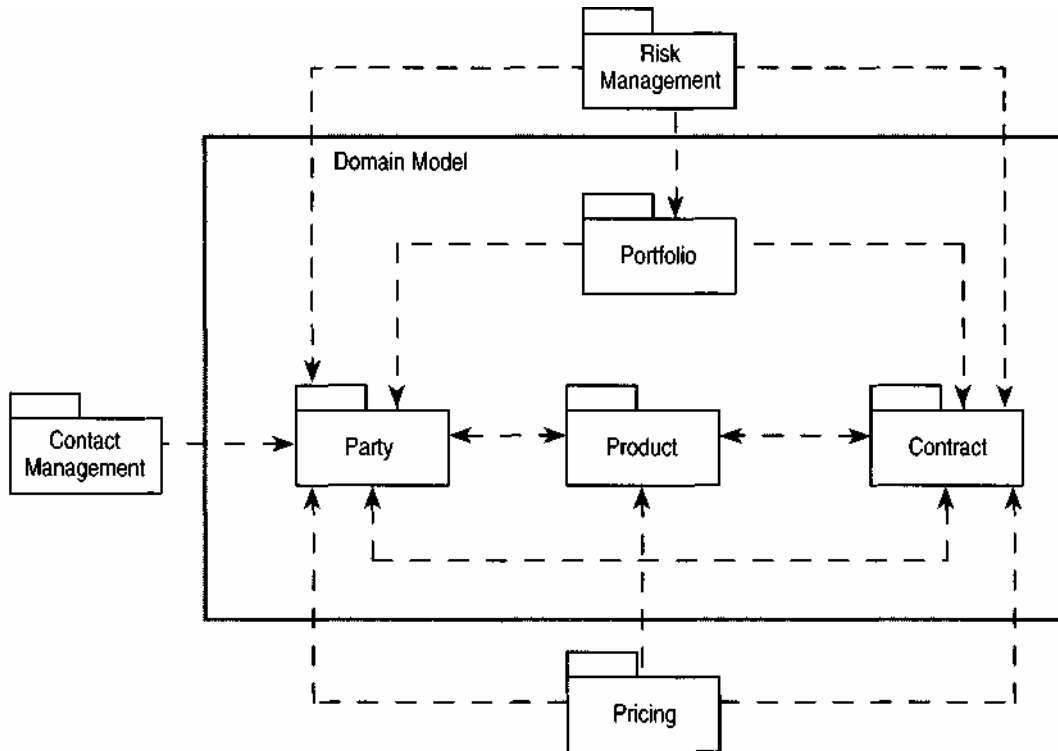 Risk
Management
Domain Model
Portfolio
Contact
Management
Party
Product
Contract
Pricing